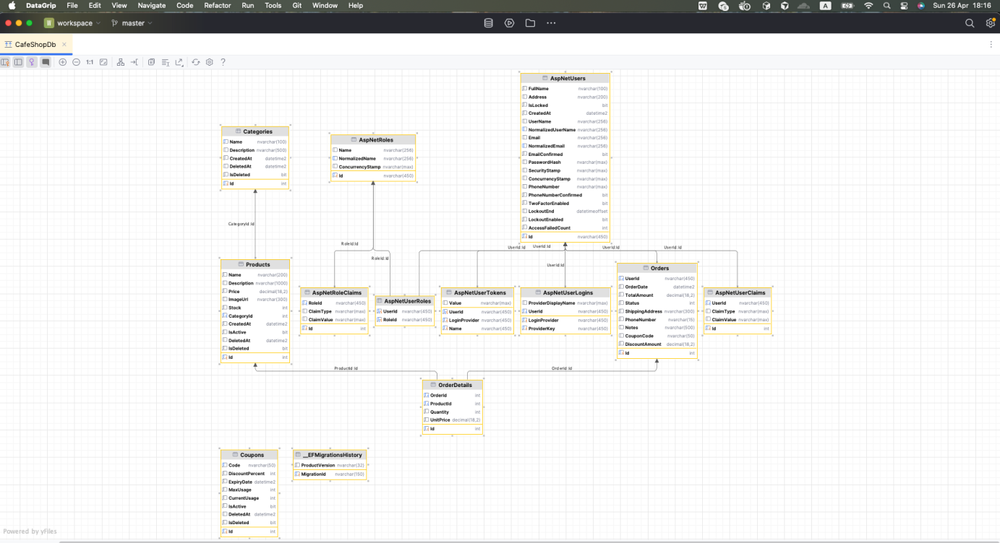 DataGrip File Edit View Navigate Code Refactor Run Tools Git Window Help
A
Sun 26 Apr 18:16
W workspace master
CafeShopDb
1:1
AspNetUsers
FullName nvarchar(100)
Address nvarchar(200)
IsLocked bit
CreatedAt datetime2
UserName nvarchar(256)
NormalizedUserName nvarchar(256)
Email nvarchar(256)
NormalizedEmail nvarchar(256)
EmailConfirmed bit
PasswordHash nvarchar(max)
SecurityStamp nvarchar(max)
ConcurrencyStamp nvarchar(max)
PhoneNumber nvarchar(max)
PhoneNumberConfirmed bit
TwoFactorEnabled bit
LockoutEnd datetimeoffset
LockoutEnabled bit
AccessFailedCount int
Id nvarchar(450)
Categories
Name nvarchar(100)
Description nvarchar(500)
CreatedAt datetime2
DeletedAt datetime2
IsDeleted bit
Id int
AspNetRoles
Name nvarchar(256)
NormalizedName nvarchar(256)
ConcurrencyStamp nvarchar(max)
Id nvarchar(450)
CategoryId:Id
RoleId:Id
RoleId:Id
UserId:Id
UserId:Id
UserId:Id
UserId:Id
UserId:Id
Products
Name nvarchar(200)
Description nvarchar(1000)
Price decimal(18,2)
ImageUrl nvarchar(300)
Stock int
CategoryId int
CreatedAt datetime2
IsActive bit
DeletedAt datetime2
IsDeleted bit
Id int
AspNetRoleClaims
RoleId nvarchar(450)
ClaimType nvarchar(max)
ClaimValue nvarchar(max)
Id int
AspNetUserRoles
UserId nvarchar(450)
RoleId nvarchar(450)
AspNetUserTokens
Value nvarchar(max)
UserId nvarchar(450)
LoginProvider nvarchar(450)
Name nvarchar(450)
AspNetUserLogins
ProviderDisplayName nvarchar(max)
UserId nvarchar(450)
LoginProvider nvarchar(450)
ProviderKey nvarchar(450)
Orders
UserId nvarchar(450)
OrderDate datetime2
TotalAmount decimal(18,2)
Status int
ShippingAddress nvarchar(300)
PhoneNumber nvarchar(15)
Notes nvarchar(500)
CouponCode nvarchar(50)
DiscountAmount decimal(18,2)
Id int
AspNetUserClaims
UserId nvarchar(450)
ClaimType nvarchar(max)
ClaimValue nvarchar(max)
Id int
ProductId:Id
OrderId:Id
OrderDetails
OrderId int
ProductId int
Quantity int
UnitPrice decimal(18,2)
Id int
Coupons
Code nvarchar(50)
DiscountPercent int
ExpiryDate datetime2
MaxUsage int
CurrentUsage int
IsActive bit
DeletedAt datetime2
IsDeleted bit
Id int
__EFMigrationsHistory
ProductVersion nvarchar(32)
MigrationId nvarchar(150)
Powered by yFiles